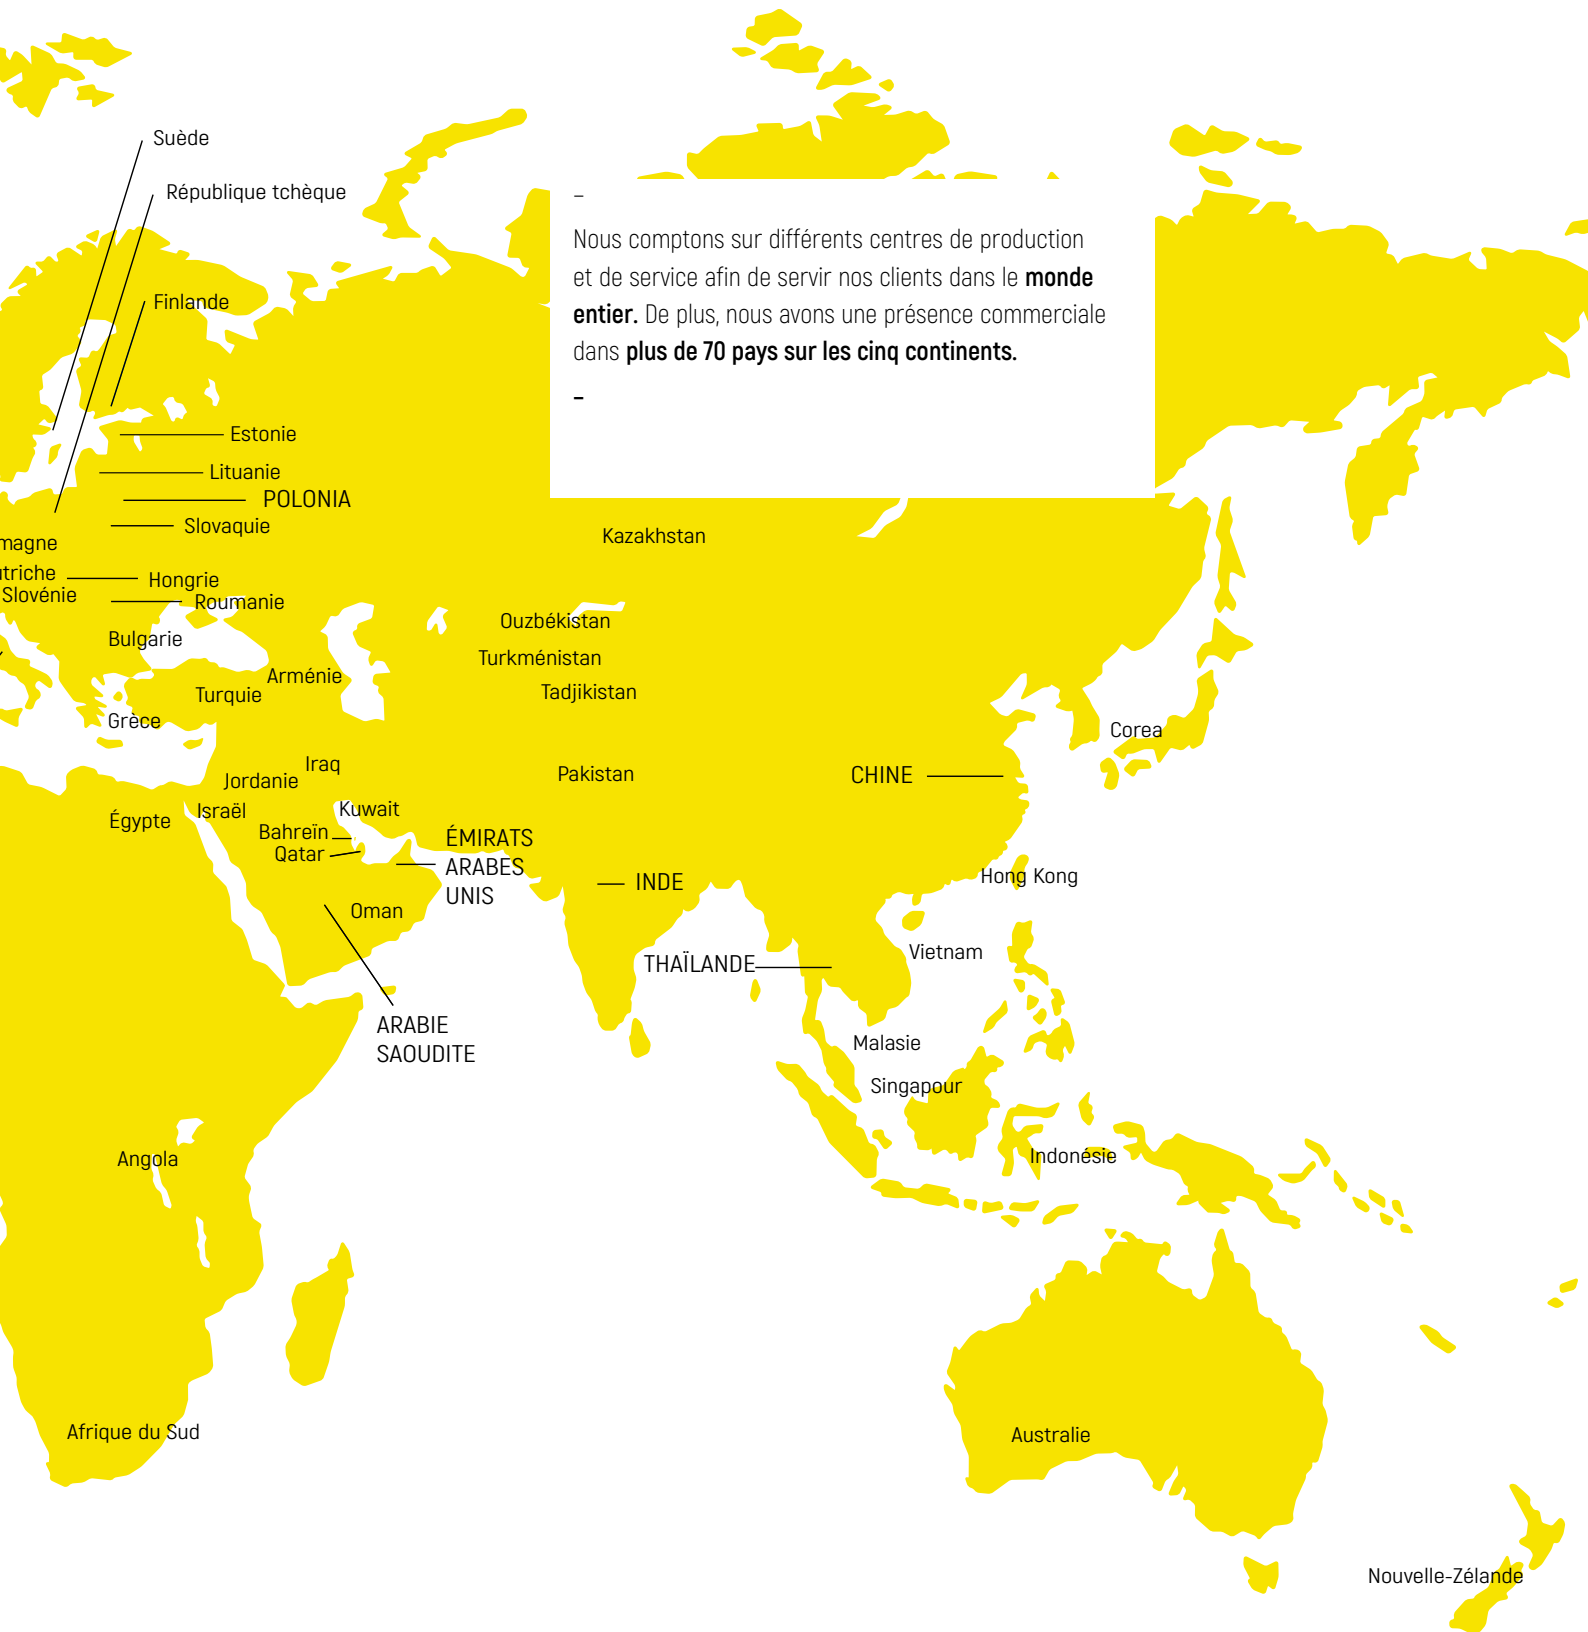 Suède
République tchèque
–
Nous comptons sur différents centres de production
et de service afin de servir nos clients dans le monde
entier. De plus, nous avons une présence commerciale
dans plus de 70 pays sur les cinq continents.
–
Finlande
Estonie
Lituanie
POLONIA
Slovaquie
Kazakhstan
magne
utriche
Hongrie
Slovénie
Roumanie
Ouzbékistan
Bulgarie
Turkménistan
Arménie
Tadjikistan
Turquie
Grèce
Corea
Iraq
Jordanie
Pakistan
CHINE
Israël
Kuwait
Égypte
Bahreïn
Qatar
ÉMIRATS
ARABES
UNIS
INDE
Hong Kong
Oman
Vietnam
THAÏLANDE
ARABIE
SAOUDITE
Malasie
Singapour
Angola
Indonésie
Afrique du Sud
Australie
Nouvelle-Zélande